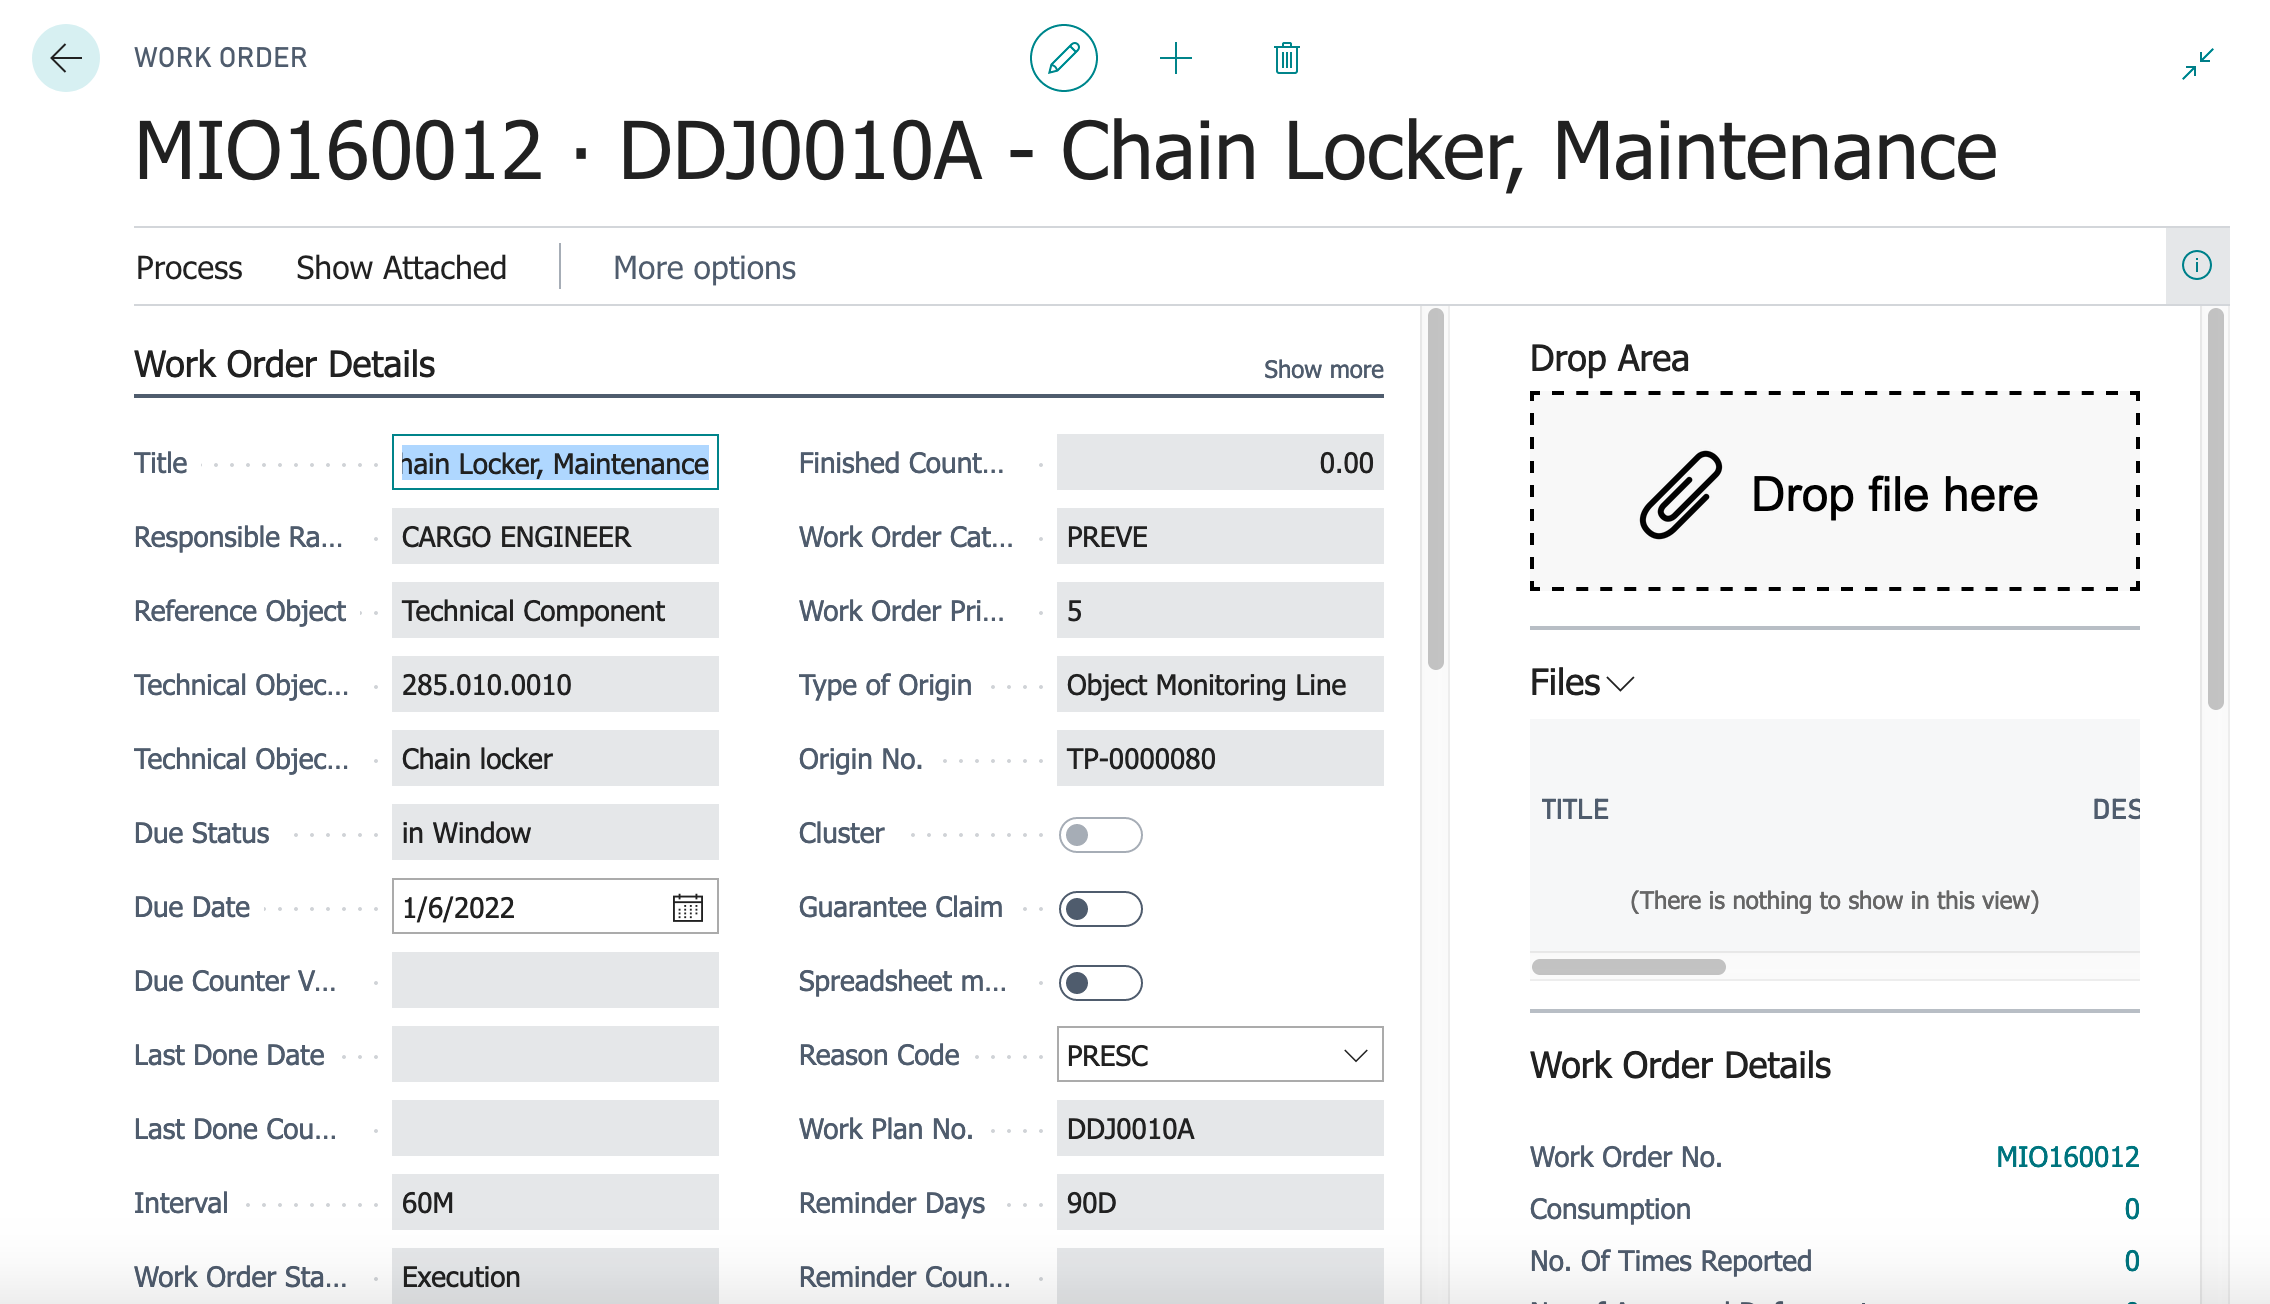 WORK ORDER
MIO160012 · DDJ0010A - Chain Locker, Maintenance
Process Show Attached More options
Work Order Details Show more
Title hain Locker, Maintenance
Responsible Ra... CARGO ENGINEER
Reference Object Technical Component
Technical Objec... 285.010.0010
Technical Objec... Chain locker
Due Status in Window
Due Date 1/6/2022
Due Counter V...
Last Done Date
Last Done Cou...
Interval 60M
Work Order Sta... Execution
Finished Count... 0.00
Work Order Cat... PREVE
Work Order Pri... 5
Type of Origin Object Monitoring Line
Origin No. TP-0000080
Cluster
Guarantee Claim
Spreadsheet m...
Reason Code PRESC
Work Plan No. DDJ0010A
Reminder Days 90D
Reminder Coun...
Drop Area
Drop file here
Files
TITLE DES
(There is nothing to show in this view)
Work Order Details
Work Order No. MIO160012
Consumption 0
No. Of Times Reported 0